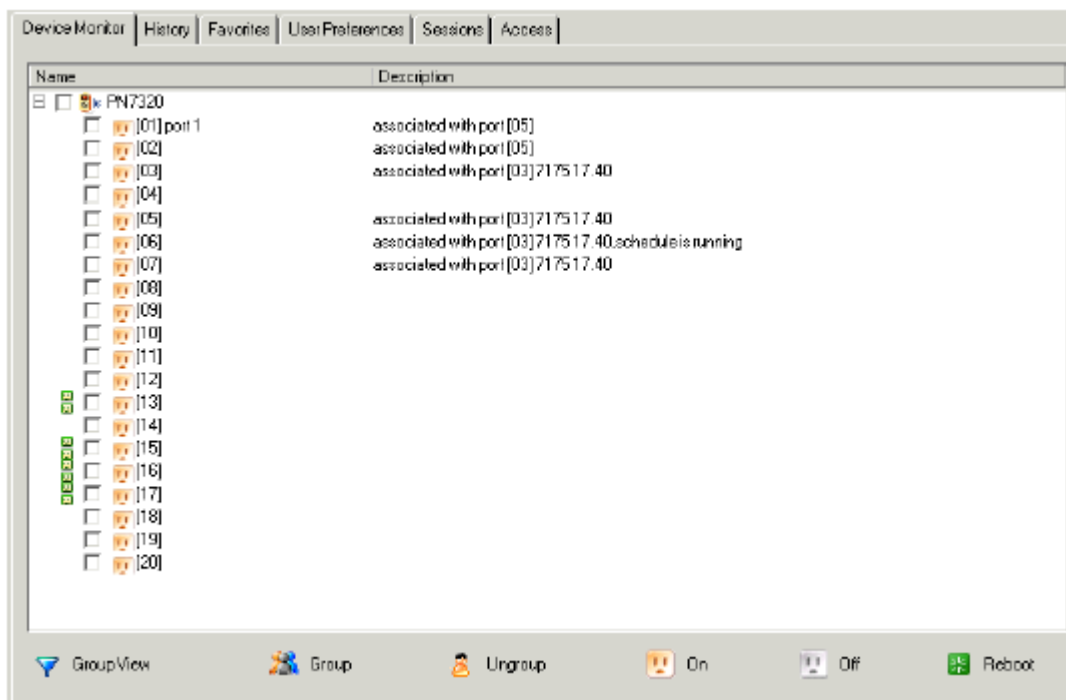 Device Monitor History Favorites User Preferences Sessions Access
Name Description
PN7320
[01] port 1 associated with port [05]
[02] associated with port [05]
[03] associated with port [03]717517.40
[04]
[05] associated with port [03]717517.40
[06] associated with port [03]717517.40.schedule is running
[07] associated with port [03]717517.40
[08]
[09]
[10]
[11]
[12]
[13]
[14]
[15]
[16]
[17]
[18]
[19]
[20]
Group View Group Ungroup On Off Reboot